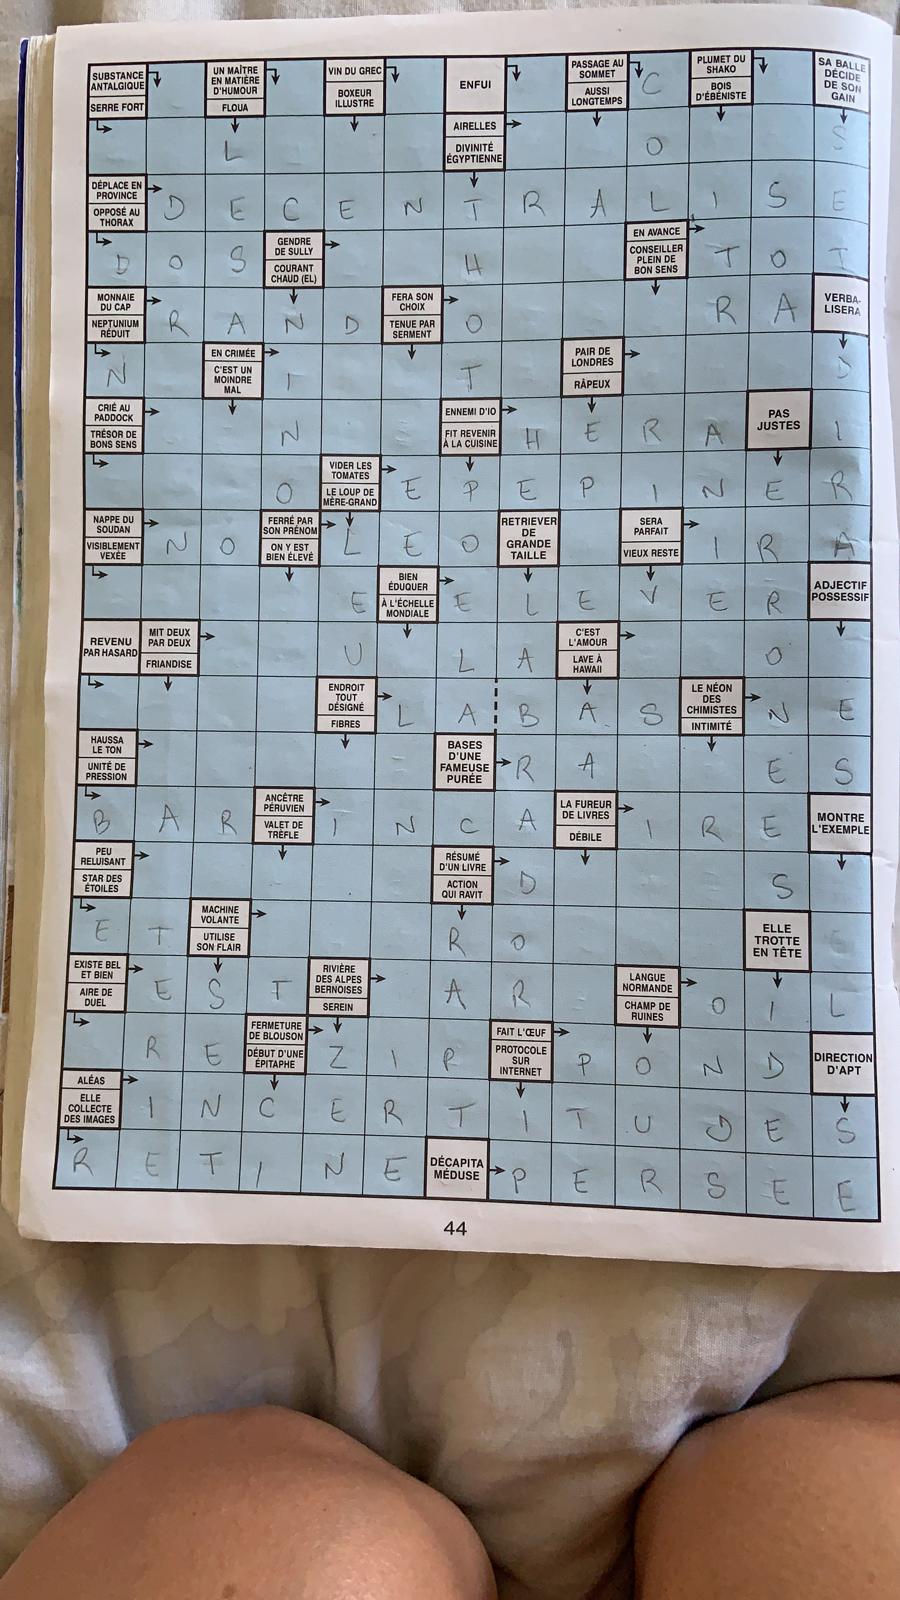 SUBSTANCE ANTALGIQUE
SERRE FORT
UN MAÎTRE EN MATIÈRE D'HUMOUR
FLOUA
VIN DU GREC
BOXEUR ILLUSTRE
ENFUI
PASSAGE AU SOMMET
AUSSI LONGTEMPS
C
PLUMET DU SHAKO
BOIS D'ÉBÉNISTE
SA BALLE DÉCIDE DE SON GAIN
L
AIRELLES
DIVINITÉ ÉGYPTIENNE
O
S
DÉPLACE EN PROVINCE
OPPOSÉ AU THORAX
D E C E N T R A L I S E
D O S
GENDRE DE SULLY
COURANT CHAUD (EL)
H
EN AVANCE
CONSEILLER PLEIN DE BON SENS
T O T
MONNAIE DU CAP
NEPTUNIUM RÉDUIT
R A N D
FERA SON CHOIX
TENUE PAR SERMENT
O
R A
VERBA-LISERA
N
EN CRIMÉE
C'EST UN MOINDRE MAL
I
T
PAIR DE LONDRES
RÂPEUX
D
CRIÉ AU PADDOCK
TRÉSOR DE BONS SENS
N
ENNEMI D'IO
FIT REVENIR À LA CUISINE
H E R A
PAS JUSTES
I
O
VIDER LES TOMATES
LE LOUP DE MÈRE-GRAND
E P E P I N E R
NAPPE DU SOUDAN
VISIBLEMENT VEXÉE
N O
FERRÉ PAR SON PRÉNOM
ON Y EST BIEN ÉLEVÉ
L E O
RETRIEVER DE GRANDE TAILLE
SERA PARFAIT
VIEUX RESTE
I R A
E
BIEN ÉDUQUER
À L'ÉCHELLE MONDIALE
E L E V E R
ADJECTIF POSSESSIF
REVENU PAR HASARD
MIT DEUX PAR DEUX
FRIANDISE
U L A
C'EST L'AMOUR
LAVE À HAWAII
O
ENDROIT TOUT DÉSIGNÉ
FIBRES
L A B A S
LE NÉON DES CHIMISTES
INTIMITÉ
N E
HAUSSA LE TON
UNITÉ DE PRESSION
BASES D'UNE FAMEUSE PURÉE
R A
E S
B A R
ANCÊTRE PÉRUVIEN
VALET DE TRÈFLE
I N C A
LA FUREUR DE LIVRES
DÉBILE
I R E
MONTRE L'EXEMPLE
PEU RELUISANT
STAR DES ÉTOILES
RÉSUMÉ D'UN LIVRE
ACTION QUI RAVIT
D
S
E T
MACHINE VOLANTE
UTILISE SON FLAIR
R O
ELLE TROTTE EN TÊTE
E
EXISTE BEL ET BIEN
AIRE DE DUEL
E S T
RIVIÈRE DES ALPES BERNOISES
SEREIN
A R
LANGUE NORMANDE
CHAMP DE RUINES
O I L
R E
FERMETURE DE BLOUSON
DÉBUT D'UNE ÉPITAPHE
Z I P
FAIT L'ŒUF
PROTOCOLE SUR INTERNET
P O N D
DIRECTION D'APT
ALÉAS
ELLE COLLECTE DES IMAGES
I N C E R T I T U D E S
R E T I N E
DÉCAPITA MÉDUSE
P E R S E E
44